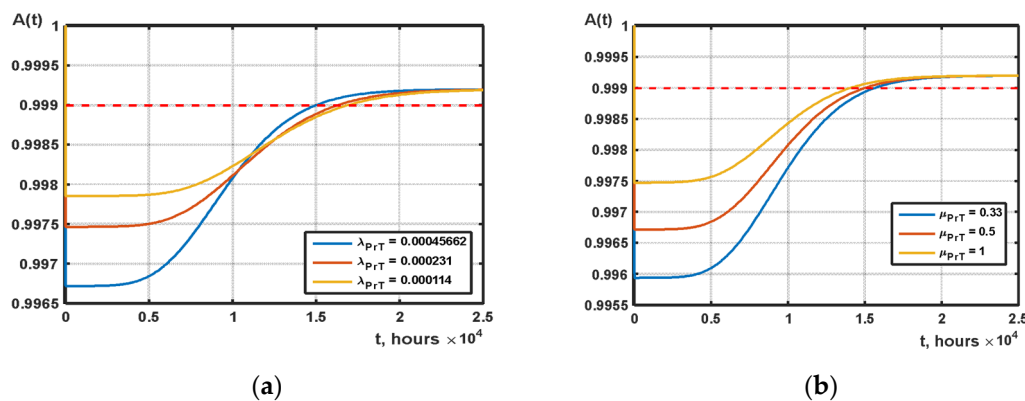 A(t)
1
0.9995
0.999
0.9985
0.998
0.9975
0.997
0.9965
0
0.5
1
1.5
2
2.5
t, hours ×10⁴
λPrT = 0.00045662
λPrT = 0.000231
λPrT = 0.000114
(a)
A(t)
1
0.9995
0.999
0.9985
0.998
0.9975
0.997
0.9965
0.996
0.9955
0
0.5
1
1.5
2
2.5
t, hours ×10⁴
μPrT = 0.33
μPrT = 0.5
μPrT = 1
(b)